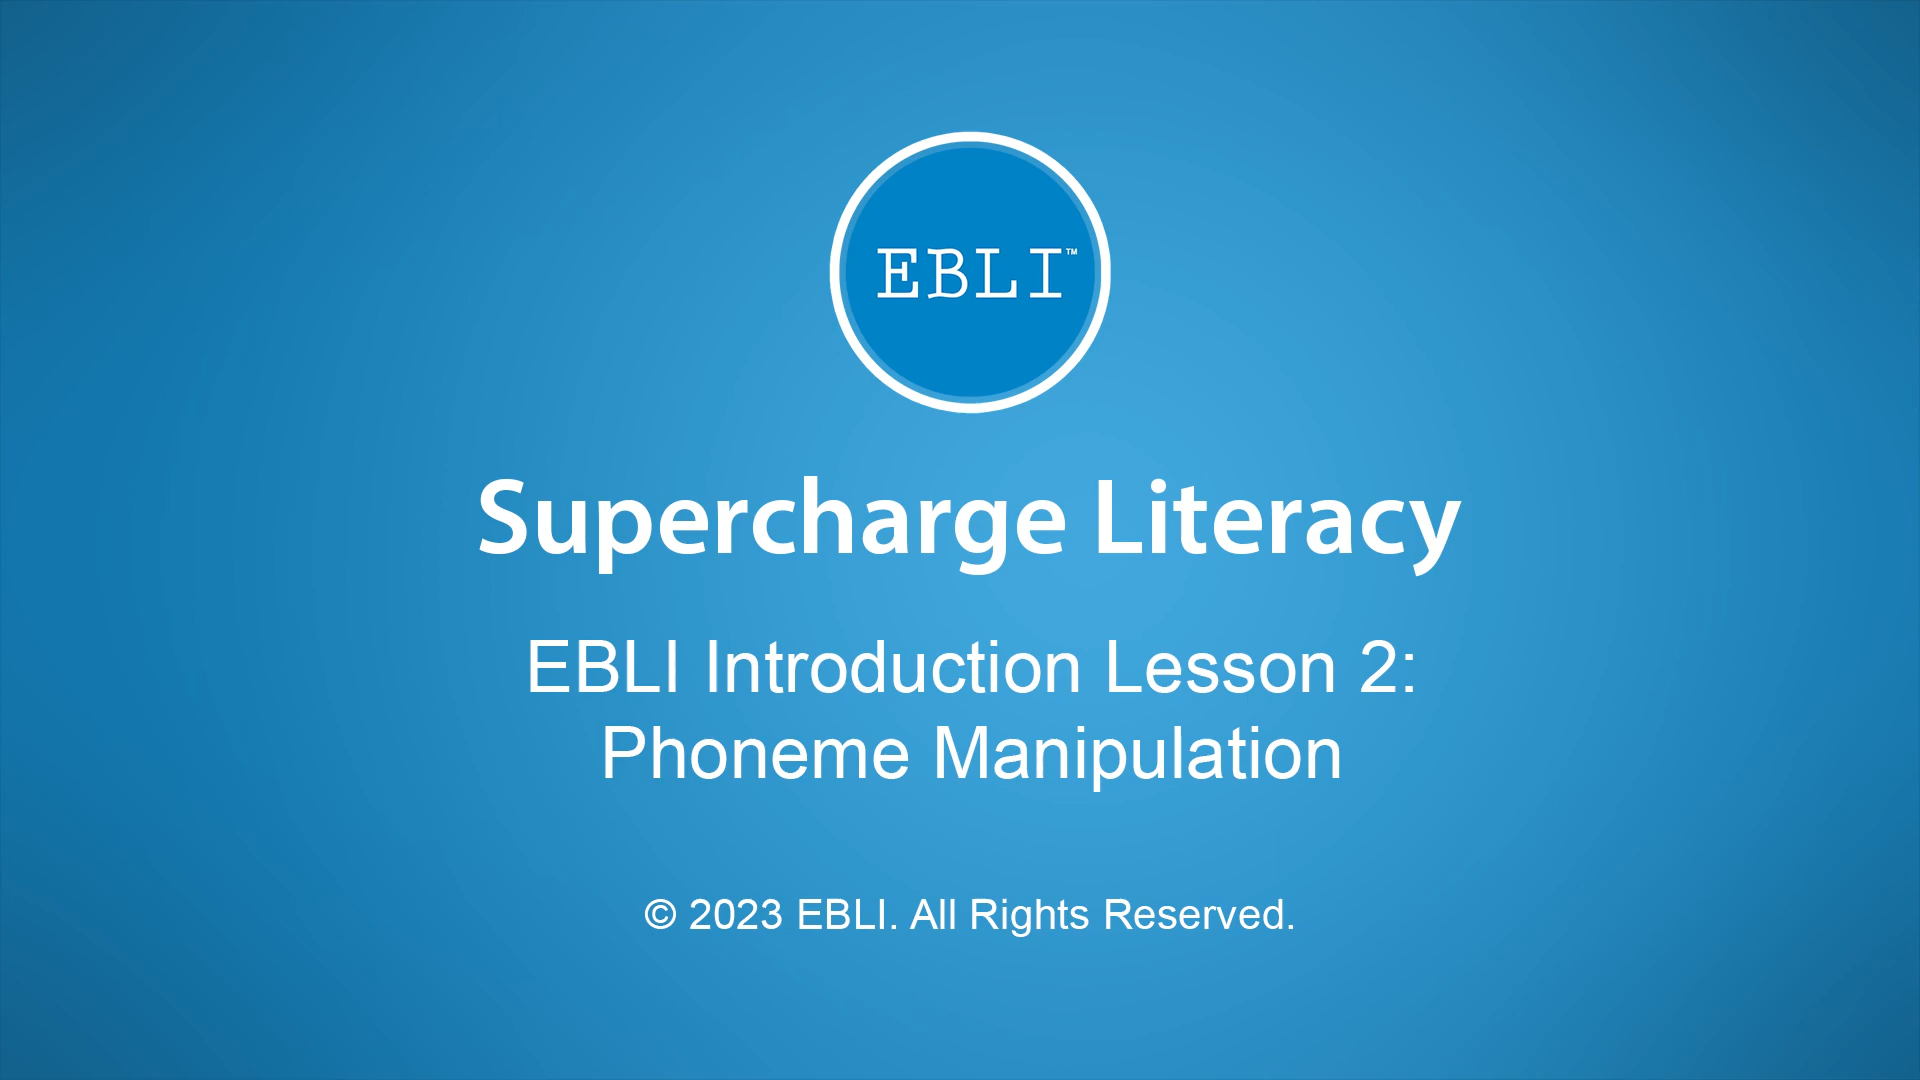 EBLI™
Supercharge Literacy
EBLI Introduction Lesson 2:
Phoneme Manipulation
© 2023 EBLI. All Rights Reserved.